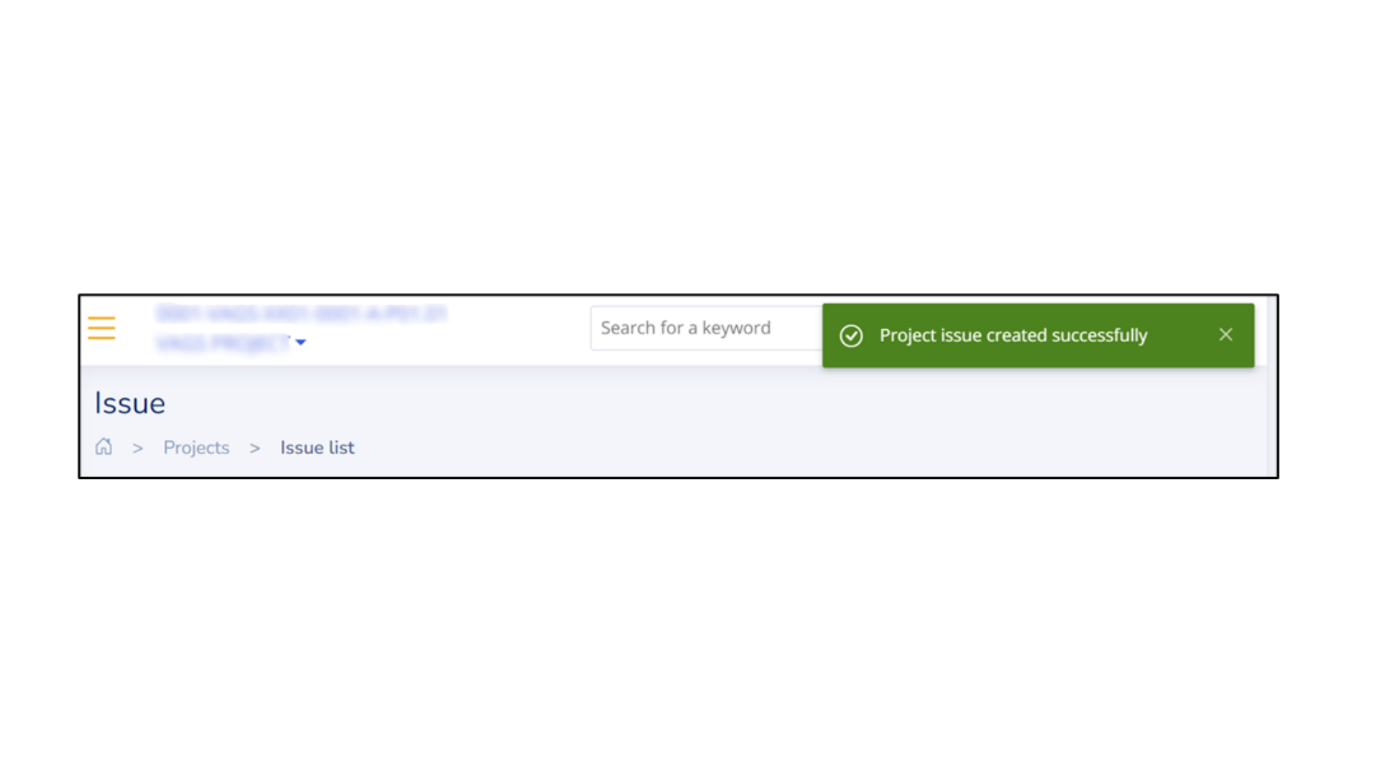 Search for a keyword
Project issue created successfully
Issue
> Projects > Issue list